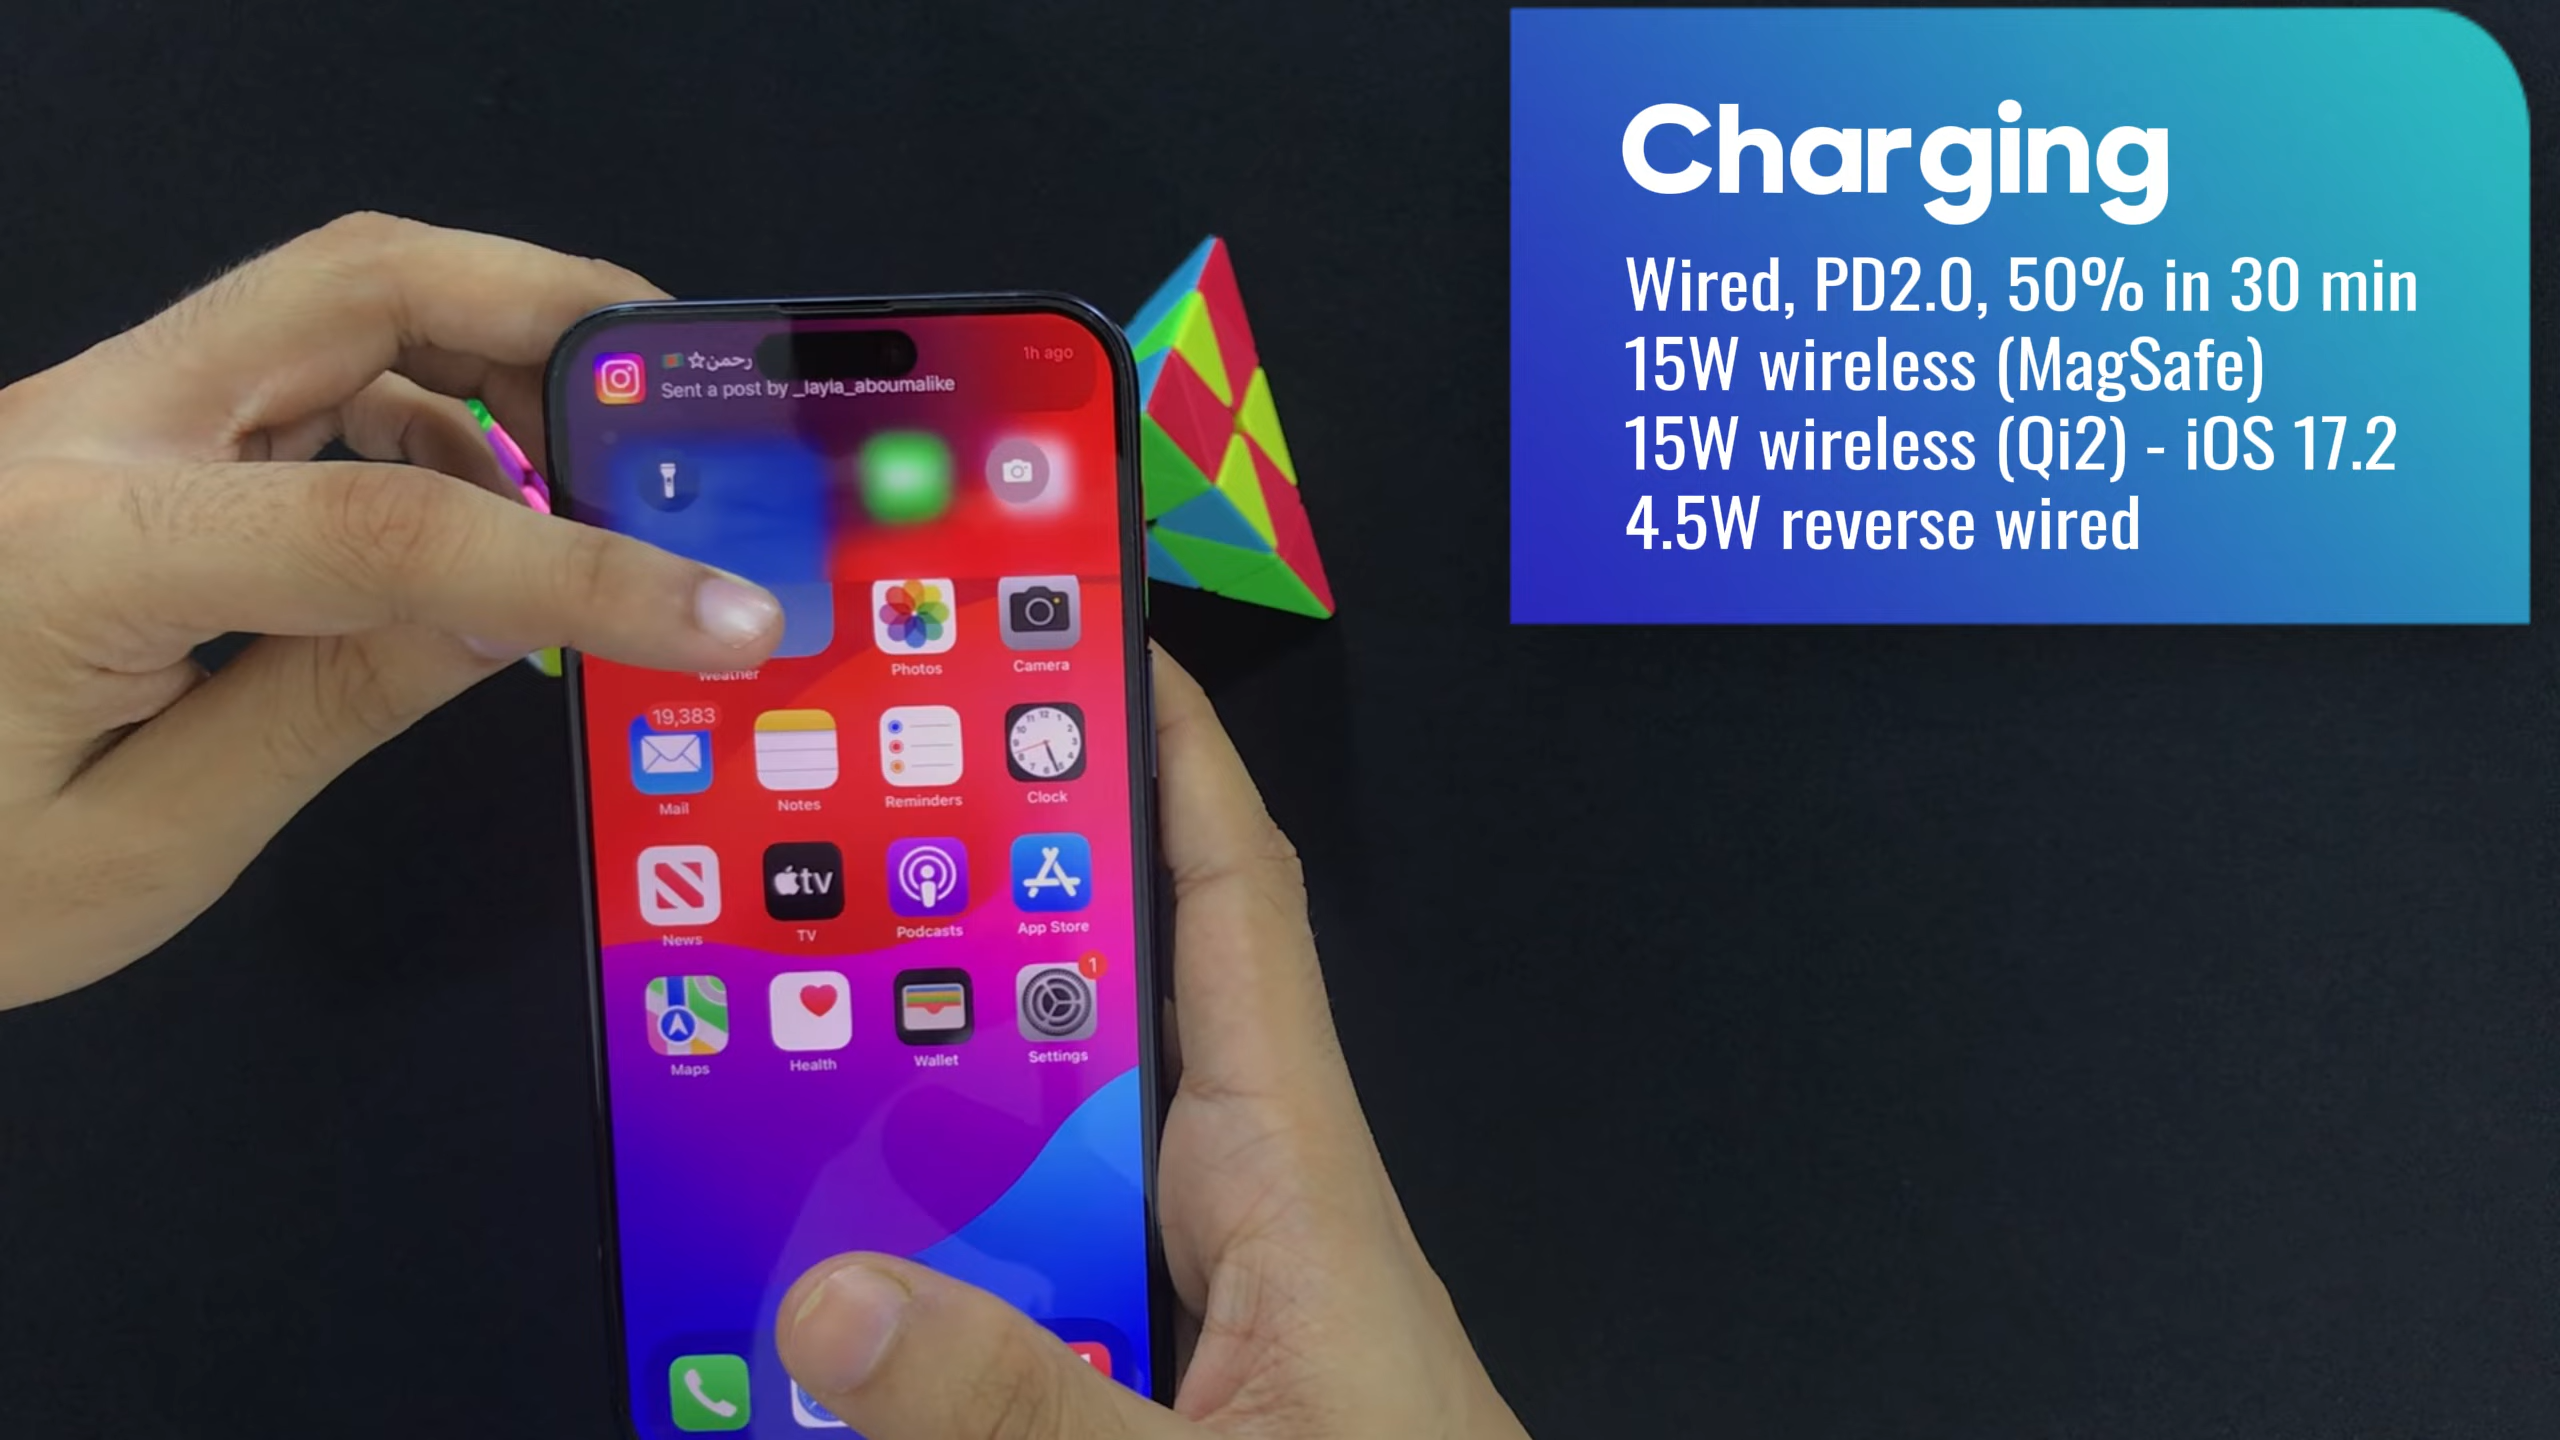 Charging
Wired, PD2.0, 50% in 30 min
15W wireless (MagSafe)
15W wireless (Qi2) - iOS 17.2
4.5W reverse wired
رحمن☆🇧🇩
1h ago
Sent a post by _layla_aboumalike
Weather
Photos
Camera
19,383
Mail
Notes
Reminders
Clock
News
tv
TV
Podcasts
App Store
1
Maps
Health
Wallet
Settings